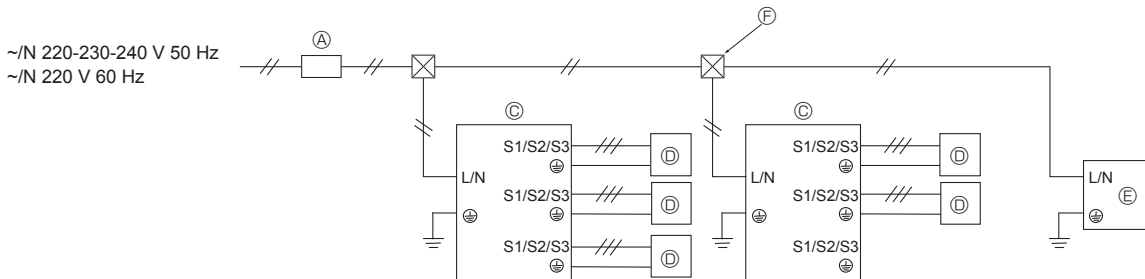 ~/N 220-230-240 V 50 Hz
~/N 220 V 60 Hz
Ⓐ
Ⓕ
Ⓒ
S1/S2/S3
Ⓓ
L/N
S1/S2/S3
Ⓓ
S1/S2/S3
Ⓓ
Ⓒ
S1/S2/S3
Ⓓ
L/N
S1/S2/S3
Ⓓ
S1/S2/S3
L/N
Ⓔ